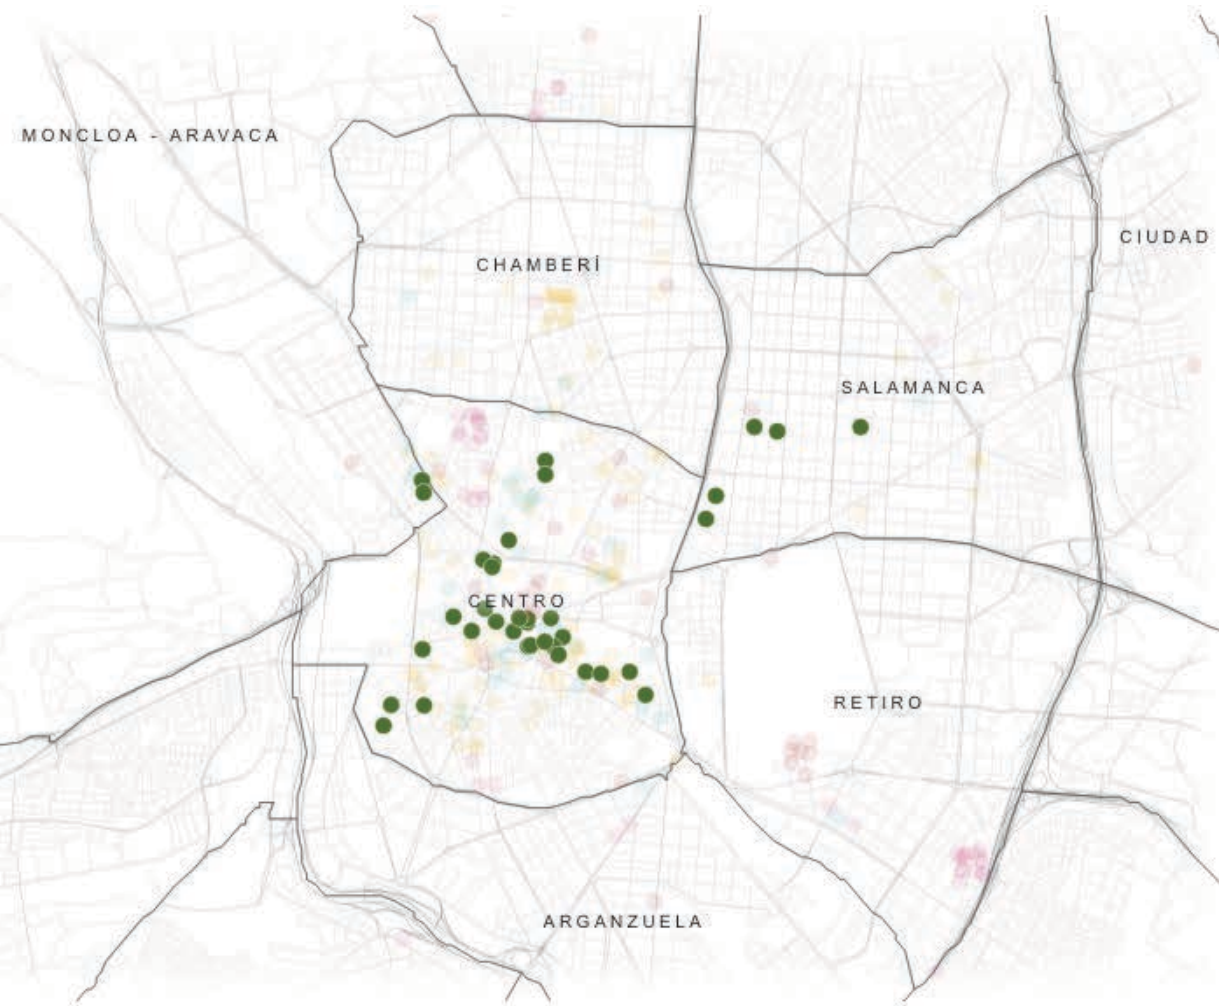 MONCLOA - ARAVACA
CIUDAD
CHAMBERÍ
SALAMANCA
CENTRO
RETIRO
ARGANZUELA